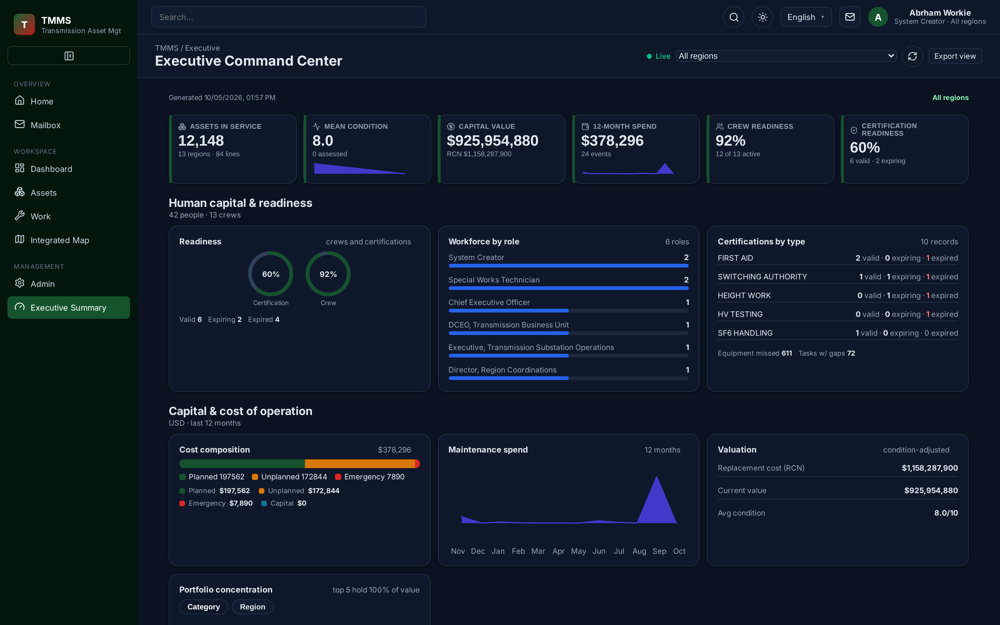 T
TMMS
Transmission Asset Mgt
OVERVIEW
Home
Mailbox
WORKSPACE
Dashboard
Assets
Work
Integrated Map
MANAGEMENT
Admin
Executive Summary
Search...
English
A
Abrham Workie
System Creator · All regions
TMMS / Executive
Executive Command Center
Live
All regions
Export view
Generated 10/05/2026, 01:57 PM
All regions
ASSETS IN SERVICE
12,148
13 regions · 84 lines
MEAN CONDITION
8.0
0 assessed
CAPITAL VALUE
$925,954,880
RCN $1,158,287,900
12-MONTH SPEND
$378,296
24 events
CREW READINESS
92%
12 of 13 active
CERTIFICATION
READINESS
60%
6 valid · 2 expiring
Human capital & readiness
42 people · 13 crews
Readiness
crews and certifications
60%
92%
Certification
Crew
Valid 6 Expiring 2 Expired 4
Workforce by role
6 roles
System Creator 2
Special Works Technician 2
Chief Executive Officer 1
DCEO, Transmission Business Unit 1
Executive, Transmission Substation Operations 1
Director, Region Coordinations 1
Certifications by type
10 records
FIRST AID 2 valid · 0 expiring · 1 expired
SWITCHING AUTHORITY 1 valid · 1 expiring · 1 expired
HEIGHT WORK 0 valid · 1 expiring · 1 expired
HV TESTING 0 valid · 0 expiring · 1 expired
SF6 HANDLING 1 valid · 0 expiring · 0 expired
Equipment missed 611 Tasks w/ gaps 72
Capital & cost of operation
USD · last 12 months
Cost composition
$378,296
Planned 197562 Unplanned 172844 Emergency 7890
Planned $197,562 Unplanned $172,844
Emergency $7,890 Capital $0
Maintenance spend
12 months
Nov Dec Jan Feb Mar Apr May Jun Jul Aug Sep Oct
Valuation
condition-adjusted
Replacement cost (RCN) $1,158,287,900
Current value $925,954,880
Avg condition 8.0/10
Portfolio concentration
top 5 hold 100% of value
Category
Region